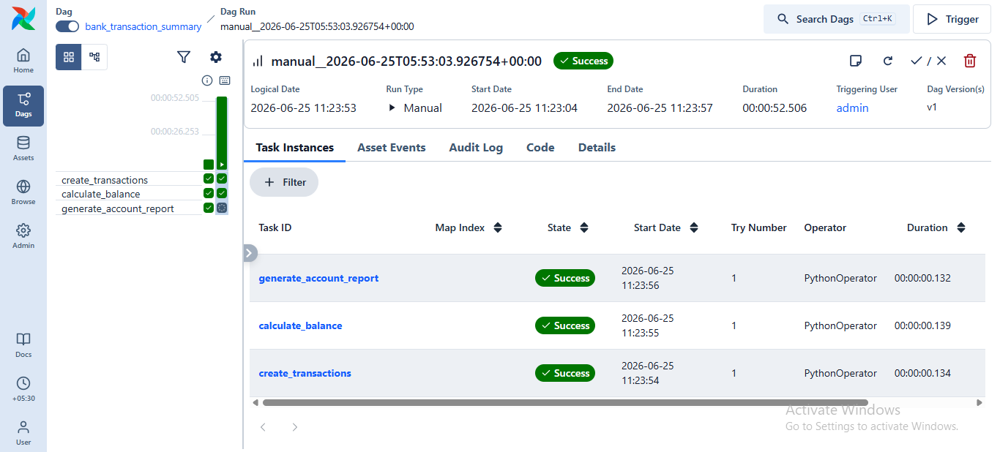 Dag
bank_transaction_summary
Dag Run
manual__2026-06-25T05:53:03.926754+00:00
Search Dags Ctrl+K
Trigger
Home
Dags
Assets
Browse
Admin
Docs
+05:30
User
00:00:52.505
00:00:26.253
create_transactions
calculate_balance
generate_account_report
manual__2026-06-25T05:53:03.926754+00:00 Success
/
Logical Date Run Type Start Date End Date Duration Triggering User Dag Version(s)
2026-06-25 11:23:53 Manual 2026-06-25 11:23:04 2026-06-25 11:23:57 00:00:52.506 admin v1
Task Instances Asset Events Audit Log Code Details
+ Filter
Task ID Map Index State Start Date Try Number Operator Duration
generate_account_report Success 2026-06-25 11:23:56 1 PythonOperator 00:00:00.132
calculate_balance Success 2026-06-25 11:23:55 1 PythonOperator 00:00:00.139
create_transactions Success 2026-06-25 11:23:54 1 PythonOperator 00:00:00.134
Activate Windows
Go to Settings to activate Windows.